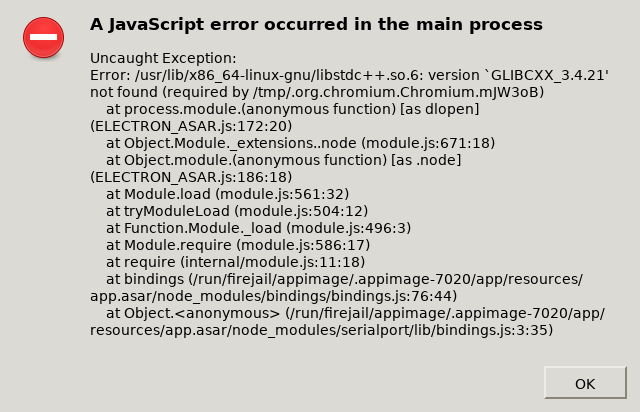 A JavaScript error occurred in the main process
Uncaught Exception:
Error: /usr/lib/x86_64-linux-gnu/libstdc++.so.6: version `GLIBCXX_3.4.21'
not found (required by /tmp/.org.chromium.Chromium.mJW3oB)
at process.module.(anonymous function) [as dlopen]
(ELECTRON_ASAR.js:172:20)
at Object.Module._extensions..node (module.js:671:18)
at Object.module.(anonymous function) [as .node]
(ELECTRON_ASAR.js:186:18)
at Module.load (module.js:561:32)
at tryModuleLoad (module.js:504:12)
at Function.Module._load (module.js:496:3)
at Module.require (module.js:586:17)
at require (internal/module.js:11:18)
at bindings (/run/firejail/appimage/.appimage-7020/app/resources/
app.asar/node_modules/bindings/bindings.js:76:44)
at Object.<anonymous> (/run/firejail/appimage/.appimage-7020/app/
resources/app.asar/node_modules/serialport/lib/bindings.js:3:35)
OK